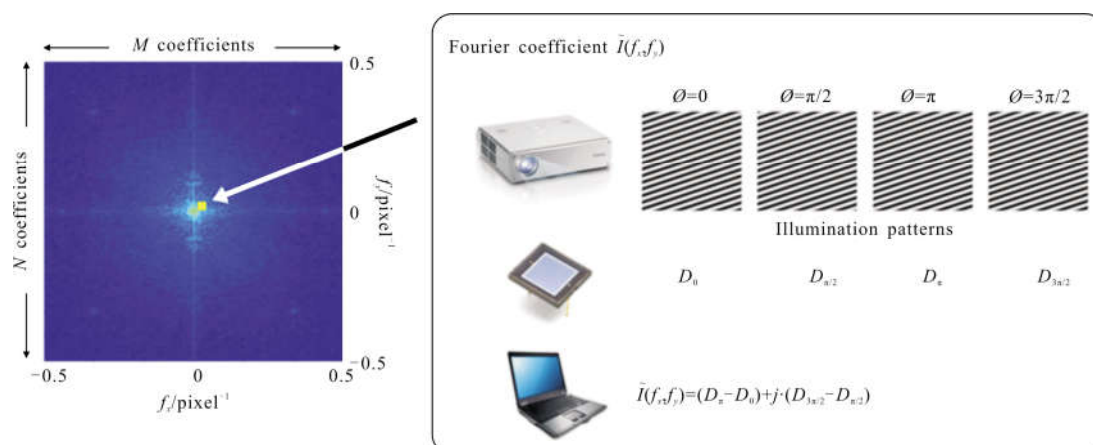 M coefficients
N coefficients
0.5
0
−0.5
f_y/pixel⁻¹
−0.5
0
0.5
f_x/pixel⁻¹
Fourier coefficient Ĩ(f_x,f_y)
Ø=0 Ø=π/2 Ø=π Ø=3π/2
Illumination patterns
D_0 D_π/2 D_π D_3π/2
Ĩ(f_x,f_y)=(D_π−D_0)+j·(D_3π/2−D_π/2)